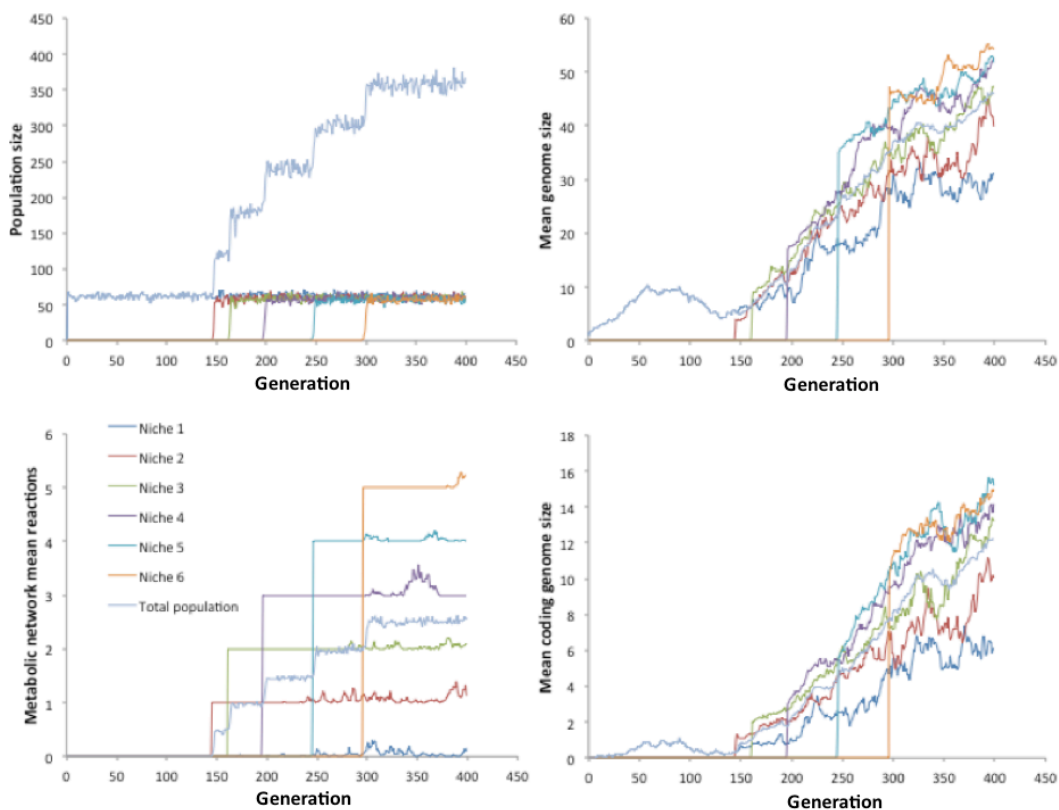 Population size
450
400
350
300
250
200
150
100
50
0
0 50 100 150 200 250 300 350 400 450
Generation
Mean genome size
60
50
40
30
20
10
0
0 50 100 150 200 250 300 350 400 450
Generation
Metabolic network mean reactions
6
5
4
3
2
1
0
Niche 1
Niche 2
Niche 3
Niche 4
Niche 5
Niche 6
Total population
0 50 100 150 200 250 300 350 400 450
Generation
Mean coding genome size
18
16
14
12
10
8
6
4
2
0
0 50 100 150 200 250 300 350 400 450
Generation